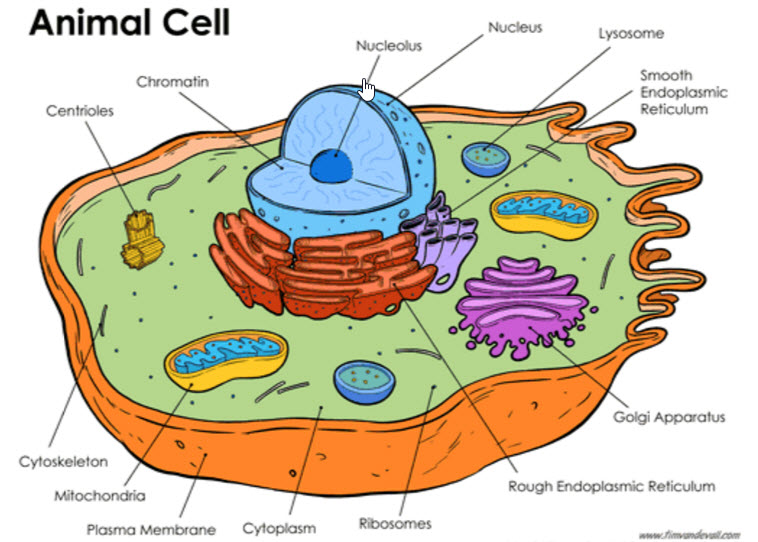 Animal Cell
Nucleolus
Nucleus
Lysosome
Chromatin
Smooth
Endoplasmic
Reticulum
Centrioles
Golgi Apparatus
Cytoskeleton
Rough Endoplasmic Reticulum
Mitochondria
Plasma Membrane
Cytoplasm
Ribosomes
www.timvandevall.com